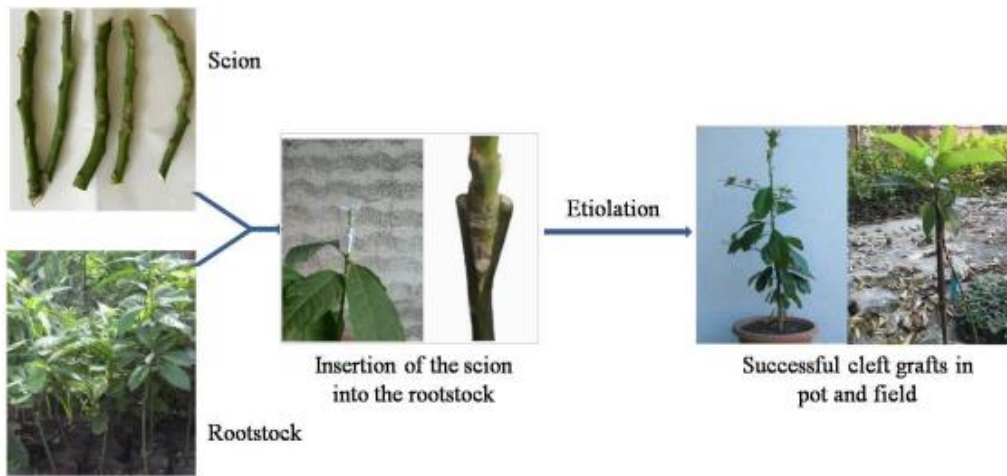 Scion
Rootstock
Insertion of the scion
into the rootstock
Etiolation
Successful cleft grafts in
pot and field